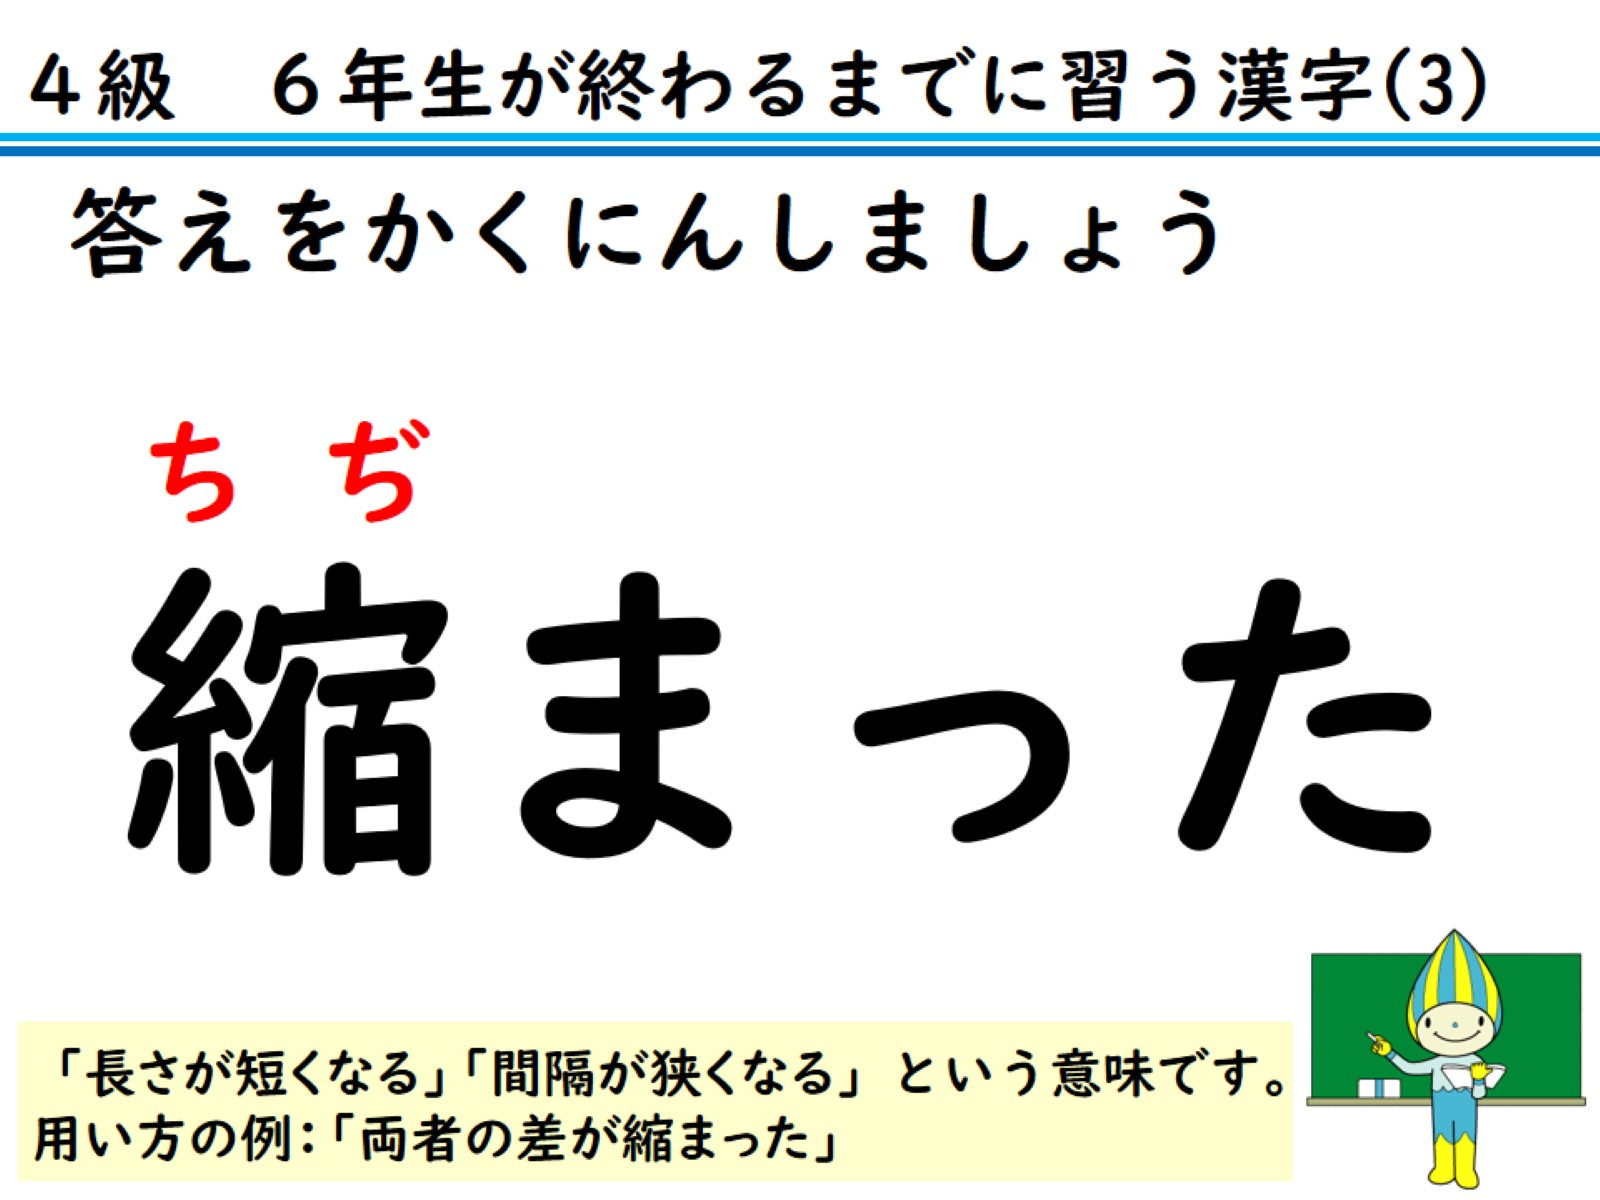 ４級　６年生が終わるまでに習う漢字(3)
答えをかくにんしましょう
ちぢ
縮まった
「長さが短くなる」「間隔が狭くなる」という意味です。
用い方の例：「両者の差が縮まった」